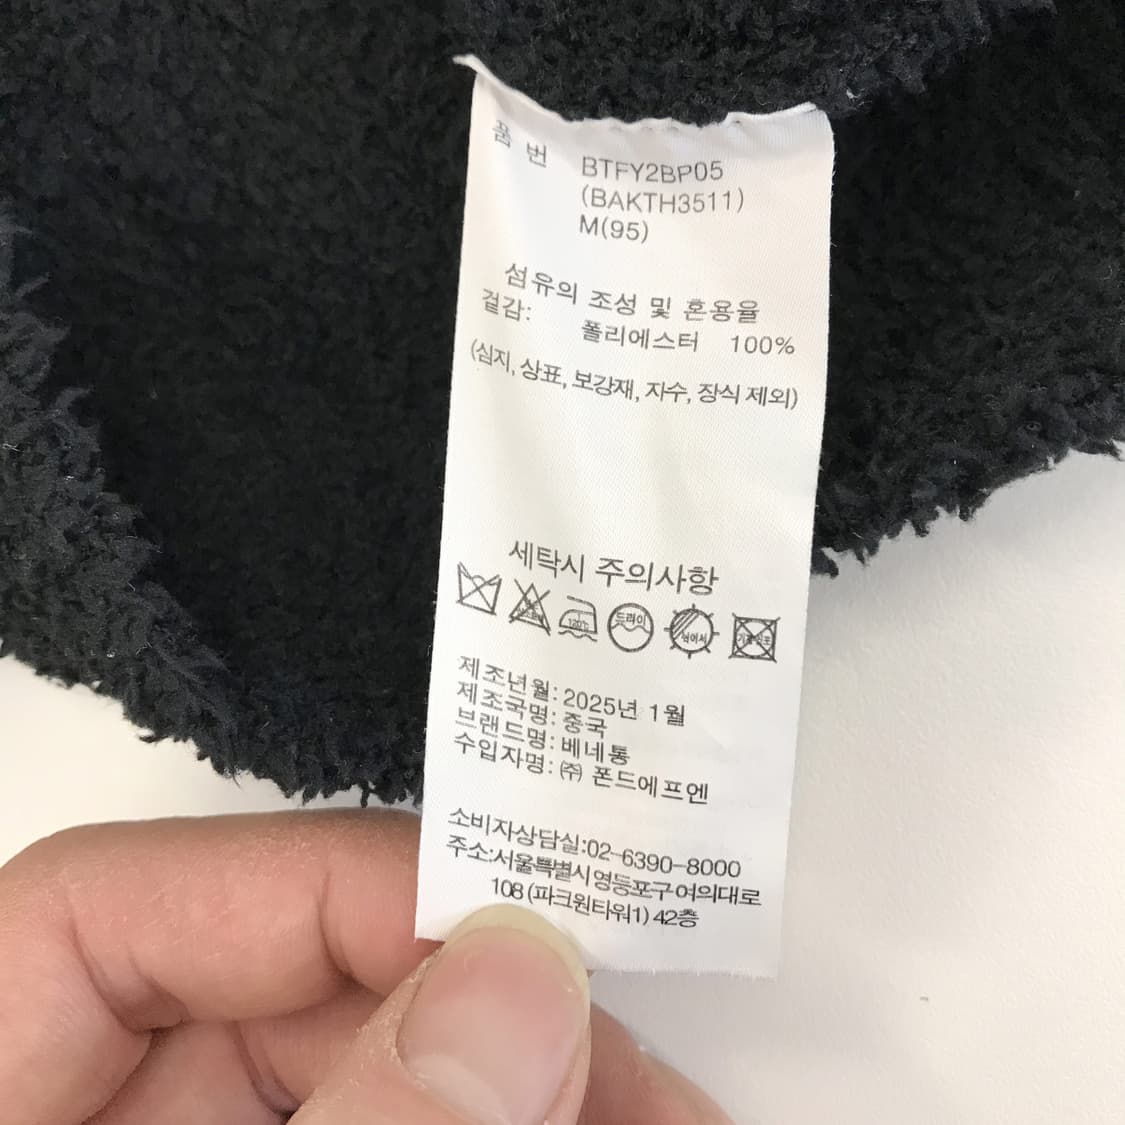 품 번 BTFY2BP05
(BAKTH3511)
M(95)
섬유의 조성 및 혼용율
겉감: 폴리에스터 100%
(심지, 상표, 보강재, 자수, 장식 제외)
세탁시 주의사항
120℃ 드라이 뉘어서
제조년월: 2025년 1월
제조국명: 중국
브랜드명: 베네통
수입자명: ㈜ 폰드에프엔
소비자상담실:02-6390-8000
주소:서울특별시영등포구여의대로
108 (파크원타워1) 42층